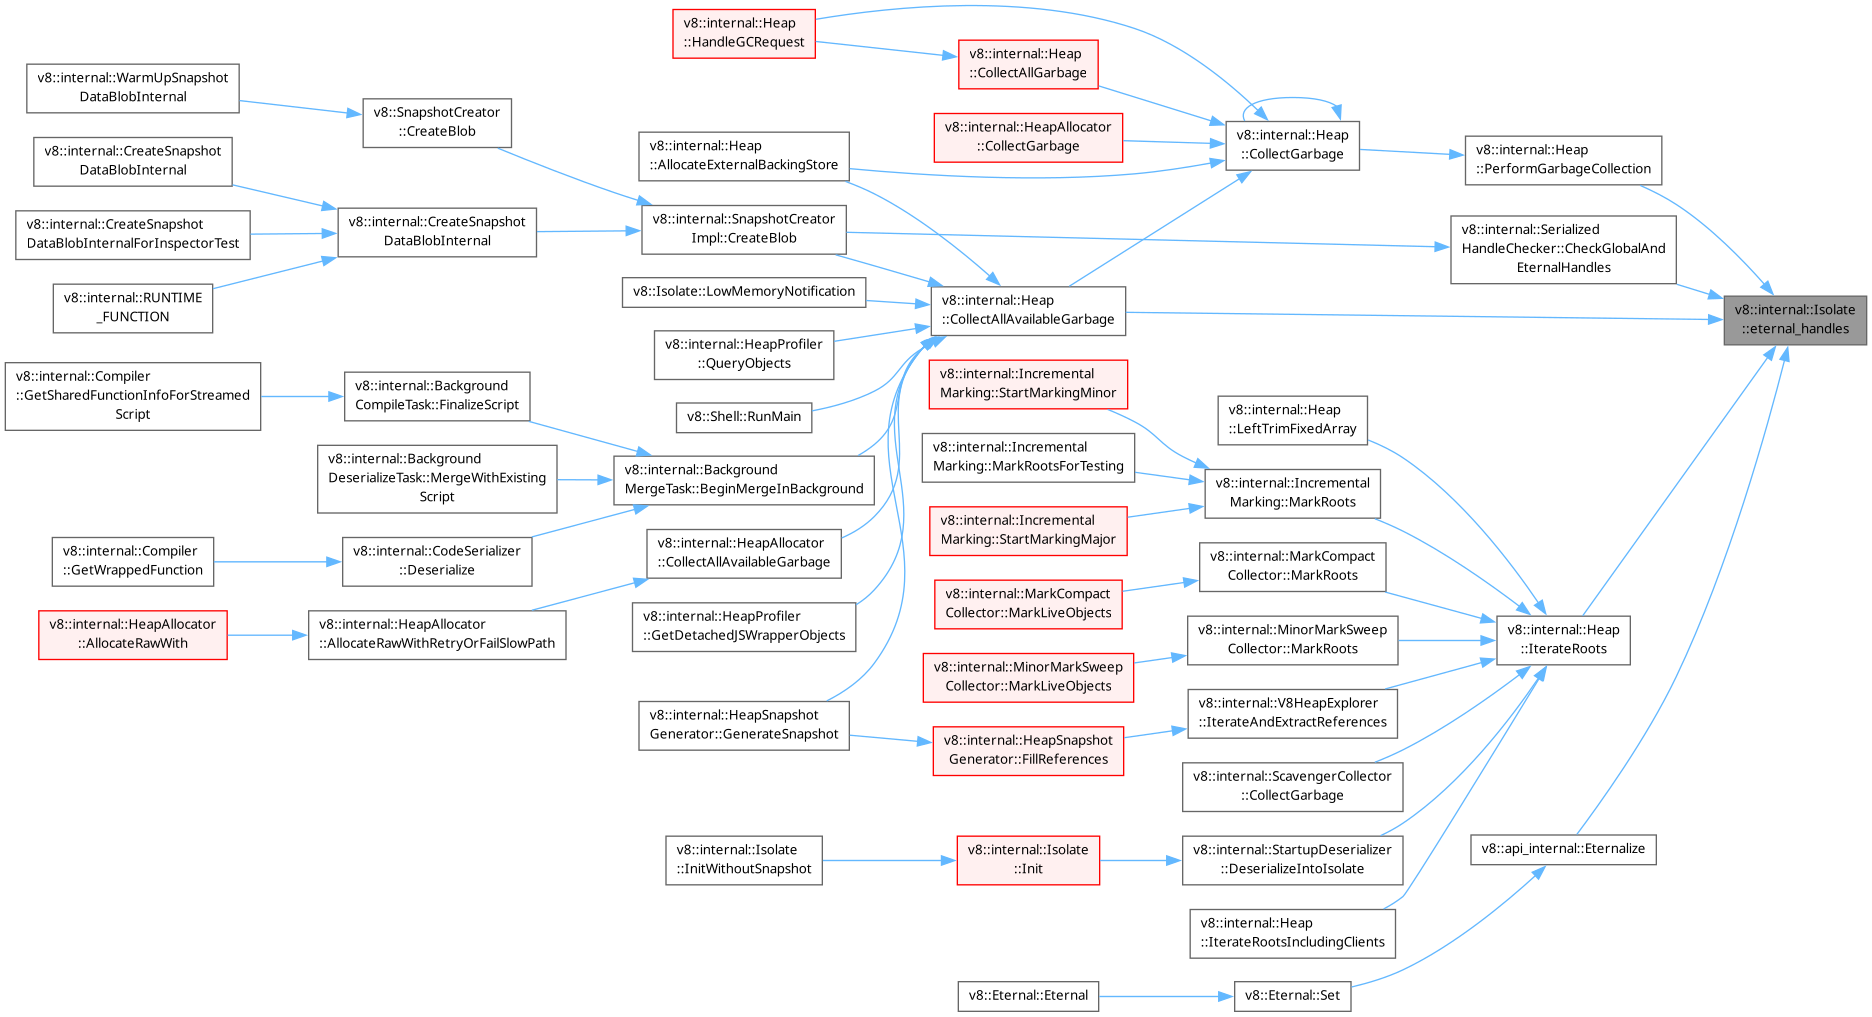 v8::internal::Heap
::HandleGCRequest
v8::internal::Heap
::CollectAllGarbage
v8::internal::WarmUpSnapshot
DataBlobInternal
v8::SnapshotCreator
::CreateBlob
v8::internal::HeapAllocator
::CollectGarbage
v8::internal::Heap
::CollectGarbage
v8::internal::Heap
::PerformGarbageCollection
v8::internal::CreateSnapshot
DataBlobInternal
v8::internal::Heap
::AllocateExternalBackingStore
v8::internal::CreateSnapshot
DataBlobInternalForInspectorTest
v8::internal::CreateSnapshot
DataBlobInternal
v8::internal::SnapshotCreator
Impl::CreateBlob
v8::internal::Serialized
HandleChecker::CheckGlobalAnd
EternalHandles
v8::internal::RUNTIME
_FUNCTION
v8::Isolate::LowMemoryNotification
v8::internal::Heap
::CollectAllAvailableGarbage
v8::internal::Isolate
::eternal_handles
v8::internal::HeapProfiler
::QueryObjects
v8::internal::Compiler
::GetSharedFunctionInfoForStreamed
Script
v8::internal::Background
CompileTask::FinalizeScript
v8::Shell::RunMain
v8::internal::Incremental
Marking::StartMarkingMinor
v8::internal::Heap
::LeftTrimFixedArray
v8::internal::Background
DeserializeTask::MergeWithExisting
Script
v8::internal::Background
MergeTask::BeginMergeInBackground
v8::internal::Incremental
Marking::MarkRootsForTesting
v8::internal::Incremental
Marking::MarkRoots
v8::internal::Incremental
Marking::StartMarkingMajor
v8::internal::Compiler
::GetWrappedFunction
v8::internal::CodeSerializer
::Deserialize
v8::internal::HeapAllocator
::CollectAllAvailableGarbage
v8::internal::MarkCompact
Collector::MarkLiveObjects
v8::internal::MarkCompact
Collector::MarkRoots
v8::internal::HeapAllocator
::AllocateRawWith
v8::internal::HeapAllocator
::AllocateRawWithRetryOrFailSlowPath
v8::internal::HeapProfiler
::GetDetachedJSWrapperObjects
v8::internal::MinorMarkSweep
Collector::MarkLiveObjects
v8::internal::MinorMarkSweep
Collector::MarkRoots
v8::internal::Heap
::IterateRoots
v8::internal::HeapSnapshot
Generator::GenerateSnapshot
v8::internal::HeapSnapshot
Generator::FillReferences
v8::internal::V8HeapExplorer
::IterateAndExtractReferences
v8::internal::ScavengerCollector
::CollectGarbage
v8::internal::Isolate
::InitWithoutSnapshot
v8::internal::Isolate
::Init
v8::internal::StartupDeserializer
::DeserializeIntoIsolate
v8::api_internal::Eternalize
v8::internal::Heap
::IterateRootsIncludingClients
v8::Eternal::Eternal
v8::Eternal::Set